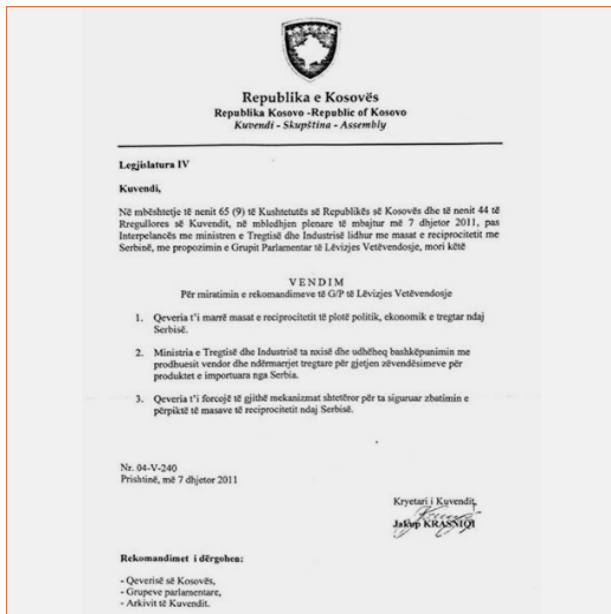 Republika e Kosovës
Republika Kosovo -Republic of Kosovo
Kuvendi - Skupština - Assembly
Legjislatura IV
Kuvendi,
Në mbështetje të nenit 65 (9) të Kushtetutës së Republikës së Kosovës dhe të nenit 44 të
Rregullores së Kuvendit, në mbledhjen plenare të mbajtur më 7 dhjetor 2011, pas
Interpelancës me ministren e Tregtisë dhe Industrisë lidhur me masat e reciprocitetit me
Serbinë, me propozimin e Grupit Parlamentar të Lëvizjes Vetëvendosje, mori këtë
VENDIM
Për miratimin e rekomandimeve të G/P të Lëvizjes Vetëvendosje
1. Qeveria t'i marrë masat e reciprocitetit të plotë politik, ekonomik e tregtar ndaj
Serbisë.
2. Ministria e Tregtisë dhe Industrisë ta nxisë dhe udhëheq bashkëpunimin me
prodhuesit vendor dhe ndërmarrjet tregtare për gjetjen zëvendësimeve për
produktet e importuara nga Serbia.
3. Qeveria t'i forcojë të gjithë mekanizmat shtetëror për ta siguruar zbatimin e
përpiktë të masave të reciprocitetit ndaj Serbisë.
Nr. 04-V-240
Prishtinë, më 7 dhjetor 2011
Kryetari i Kuvendit,
Jakup KRASNIQI
Rekomandimet i dërgohen:
- Qeverisë së Kosovës,
- Grupeve parlamentare,
- Arkivit të Kuvendit.